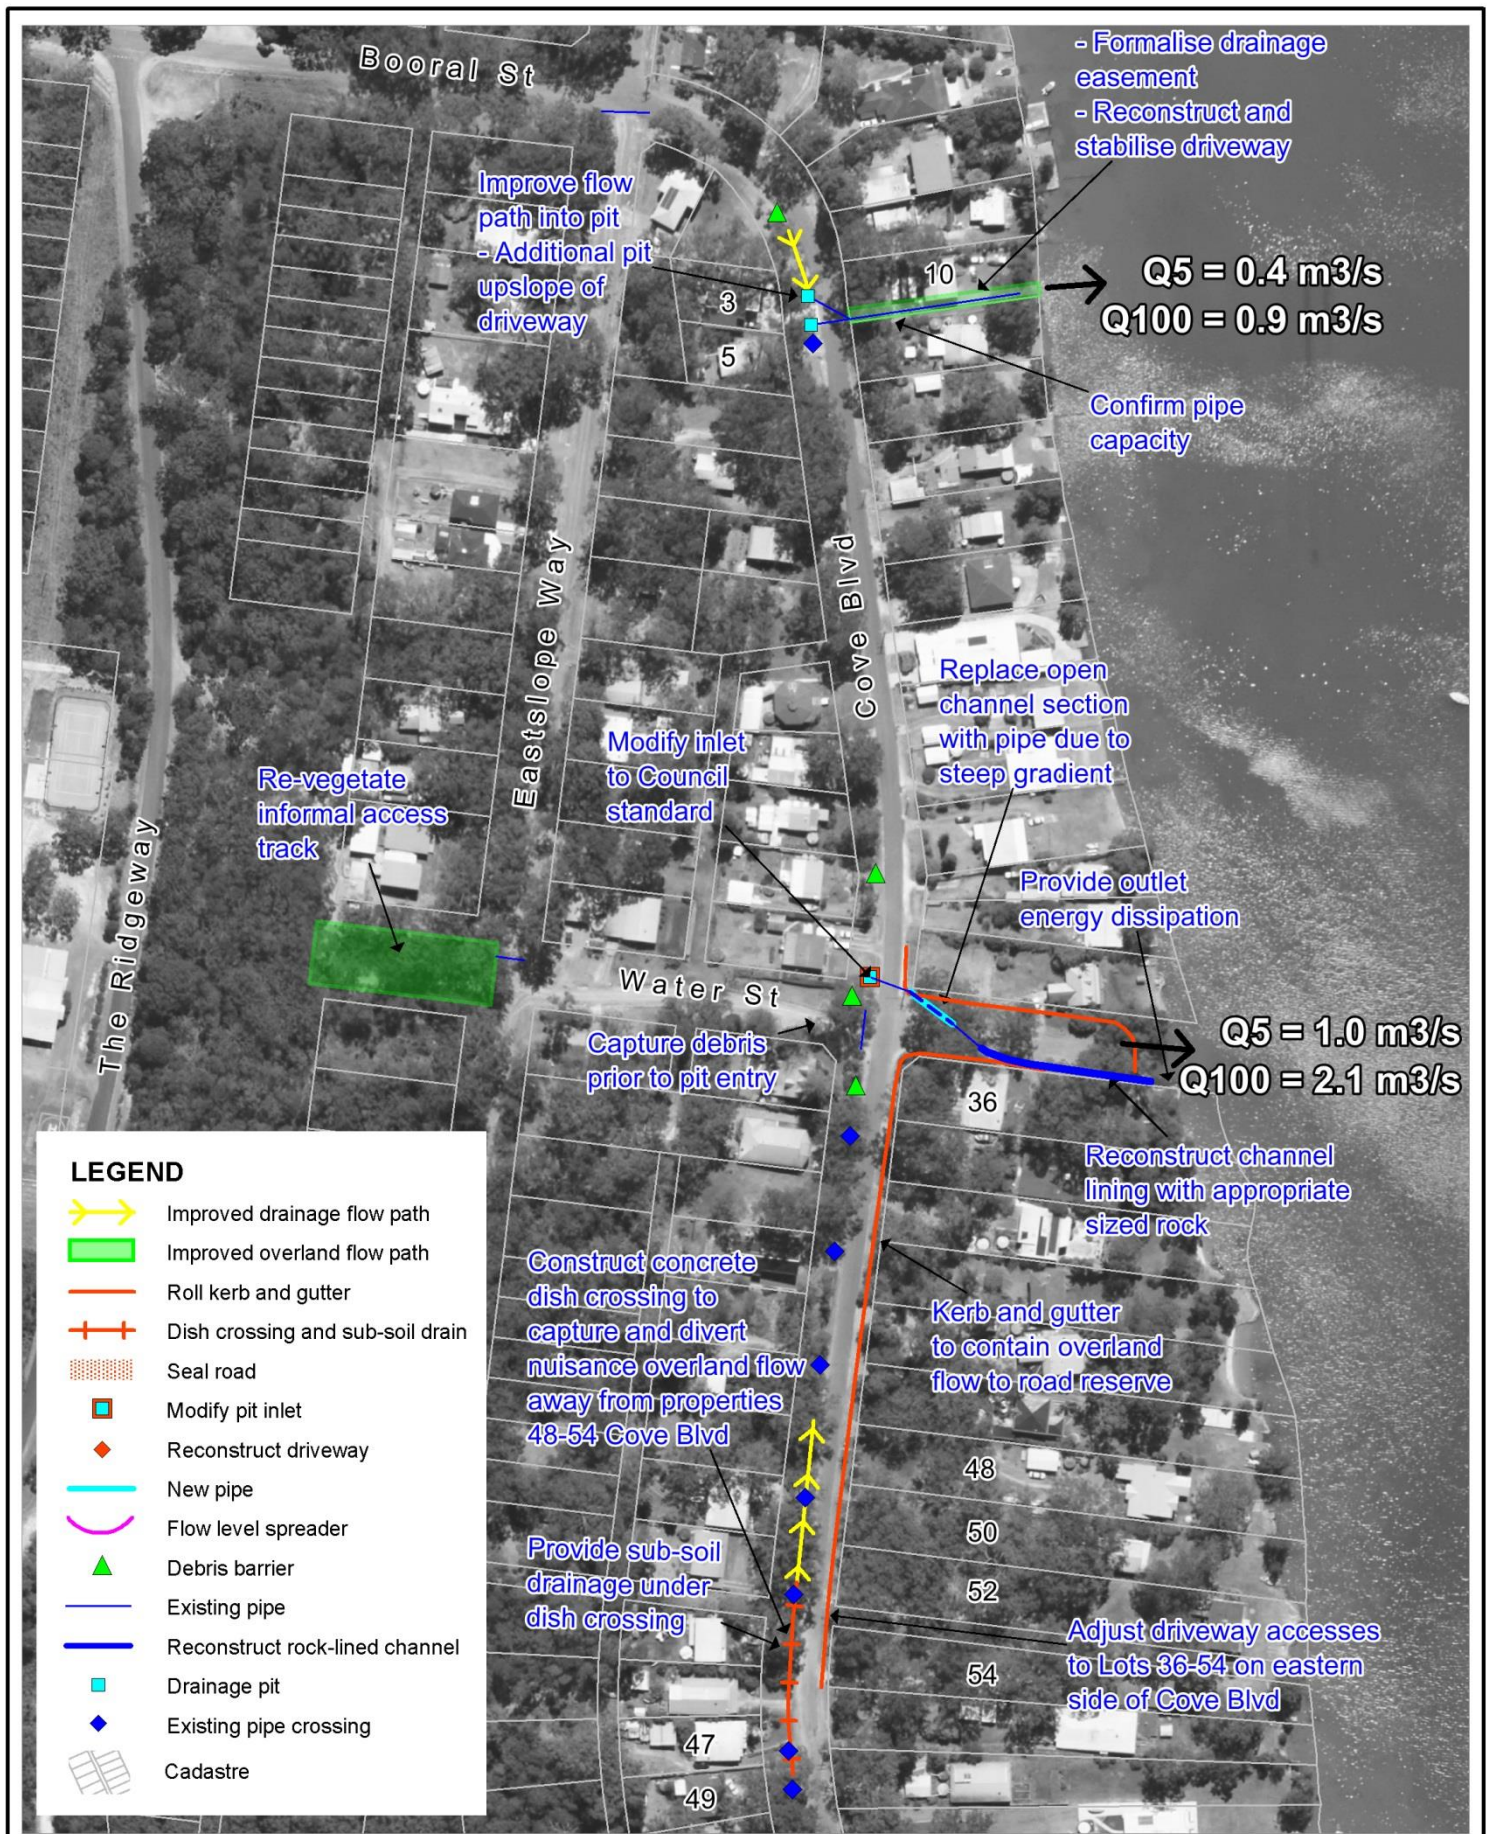 Booral St
- Formalise drainage
easement
- Reconstruct and
stabilise driveway
Improve flow
path into pit
- Additional pit
upslope of
driveway
3
5
10
Q5 = 0.4 m3/s
Q100 = 0.9 m3/s
Confirm pipe
capacity
Eastslope Way
Cove Blvd
Replace open
channel section
with pipe due to
steep gradient
Modify inlet
to Council
standard
Re-vegetate
informal access
track
The Ridgeway
Provide outlet
energy dissipation
Water St
Capture debris
prior to pit entry
Q5 = 1.0 m3/s
Q100 = 2.1 m3/s
36
Reconstruct channel
lining with appropriate
sized rock
Construct concrete
dish crossing to
capture and divert
nuisance overland flow
away from properties
48-54 Cove Blvd
Kerb and gutter
to contain overland
flow to road reserve
48
50
52
54
Provide sub-soil
drainage under
dish crossing
Adjust driveway accesses
to Lots 36-54 on eastern
side of Cove Blvd
47
49
LEGEND
Improved drainage flow path
Improved overland flow path
Roll kerb and gutter
Dish crossing and sub-soil drain
Seal road
Modify pit inlet
Reconstruct driveway
New pipe
Flow level spreader
Debris barrier
Existing pipe
Reconstruct rock-lined channel
Drainage pit
Existing pipe crossing
Cadastre